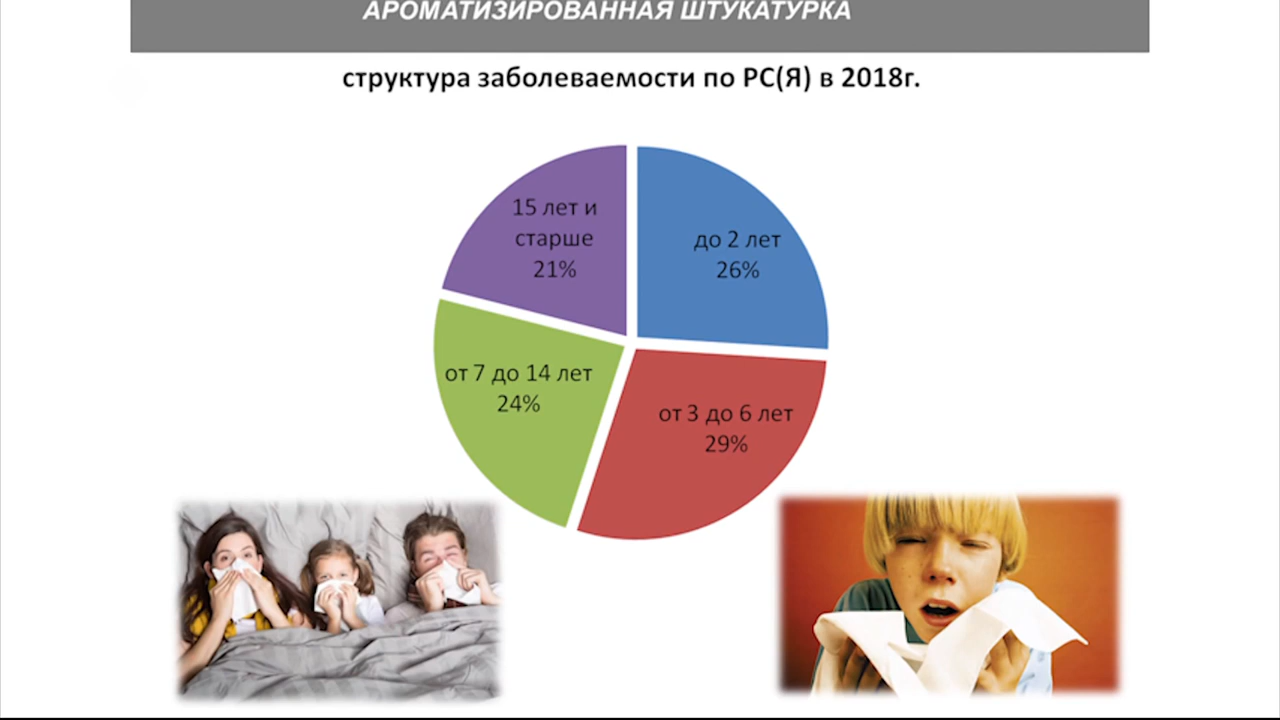 АРОМАТИЗИРОВАННАЯ ШТУКАТУРКА
структура заболеваемости по РС(Я) в 2018г.
15 лет и
старше
21%
до 2 лет
26%
от 7 до 14 лет
24%
от 3 до 6 лет
29%